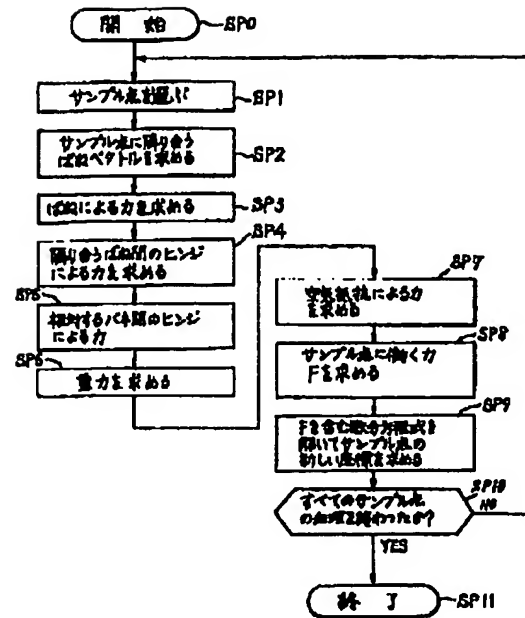 開始
SP0
サンプル点を選ぶ
SP1
サンプル点に隣り合う
ばねベクトルを求める
SP2
ばねによる力を求める
SP3
隣り合うばね間のヒンジ
による力を求める
SP4
SP5
相対するバネ間のヒンジ
による力
SP6
重力を求める
SP7
空気抵抗による力
を求める
SP8
サンプル点に働く力
Fを求める
SP9
Fを含む微分方程式を
解いてサンプル点の
新しい座標を求める
SP10
すべてのサンプル点
の処理を終わったか?
NO
YES
終了
SP11